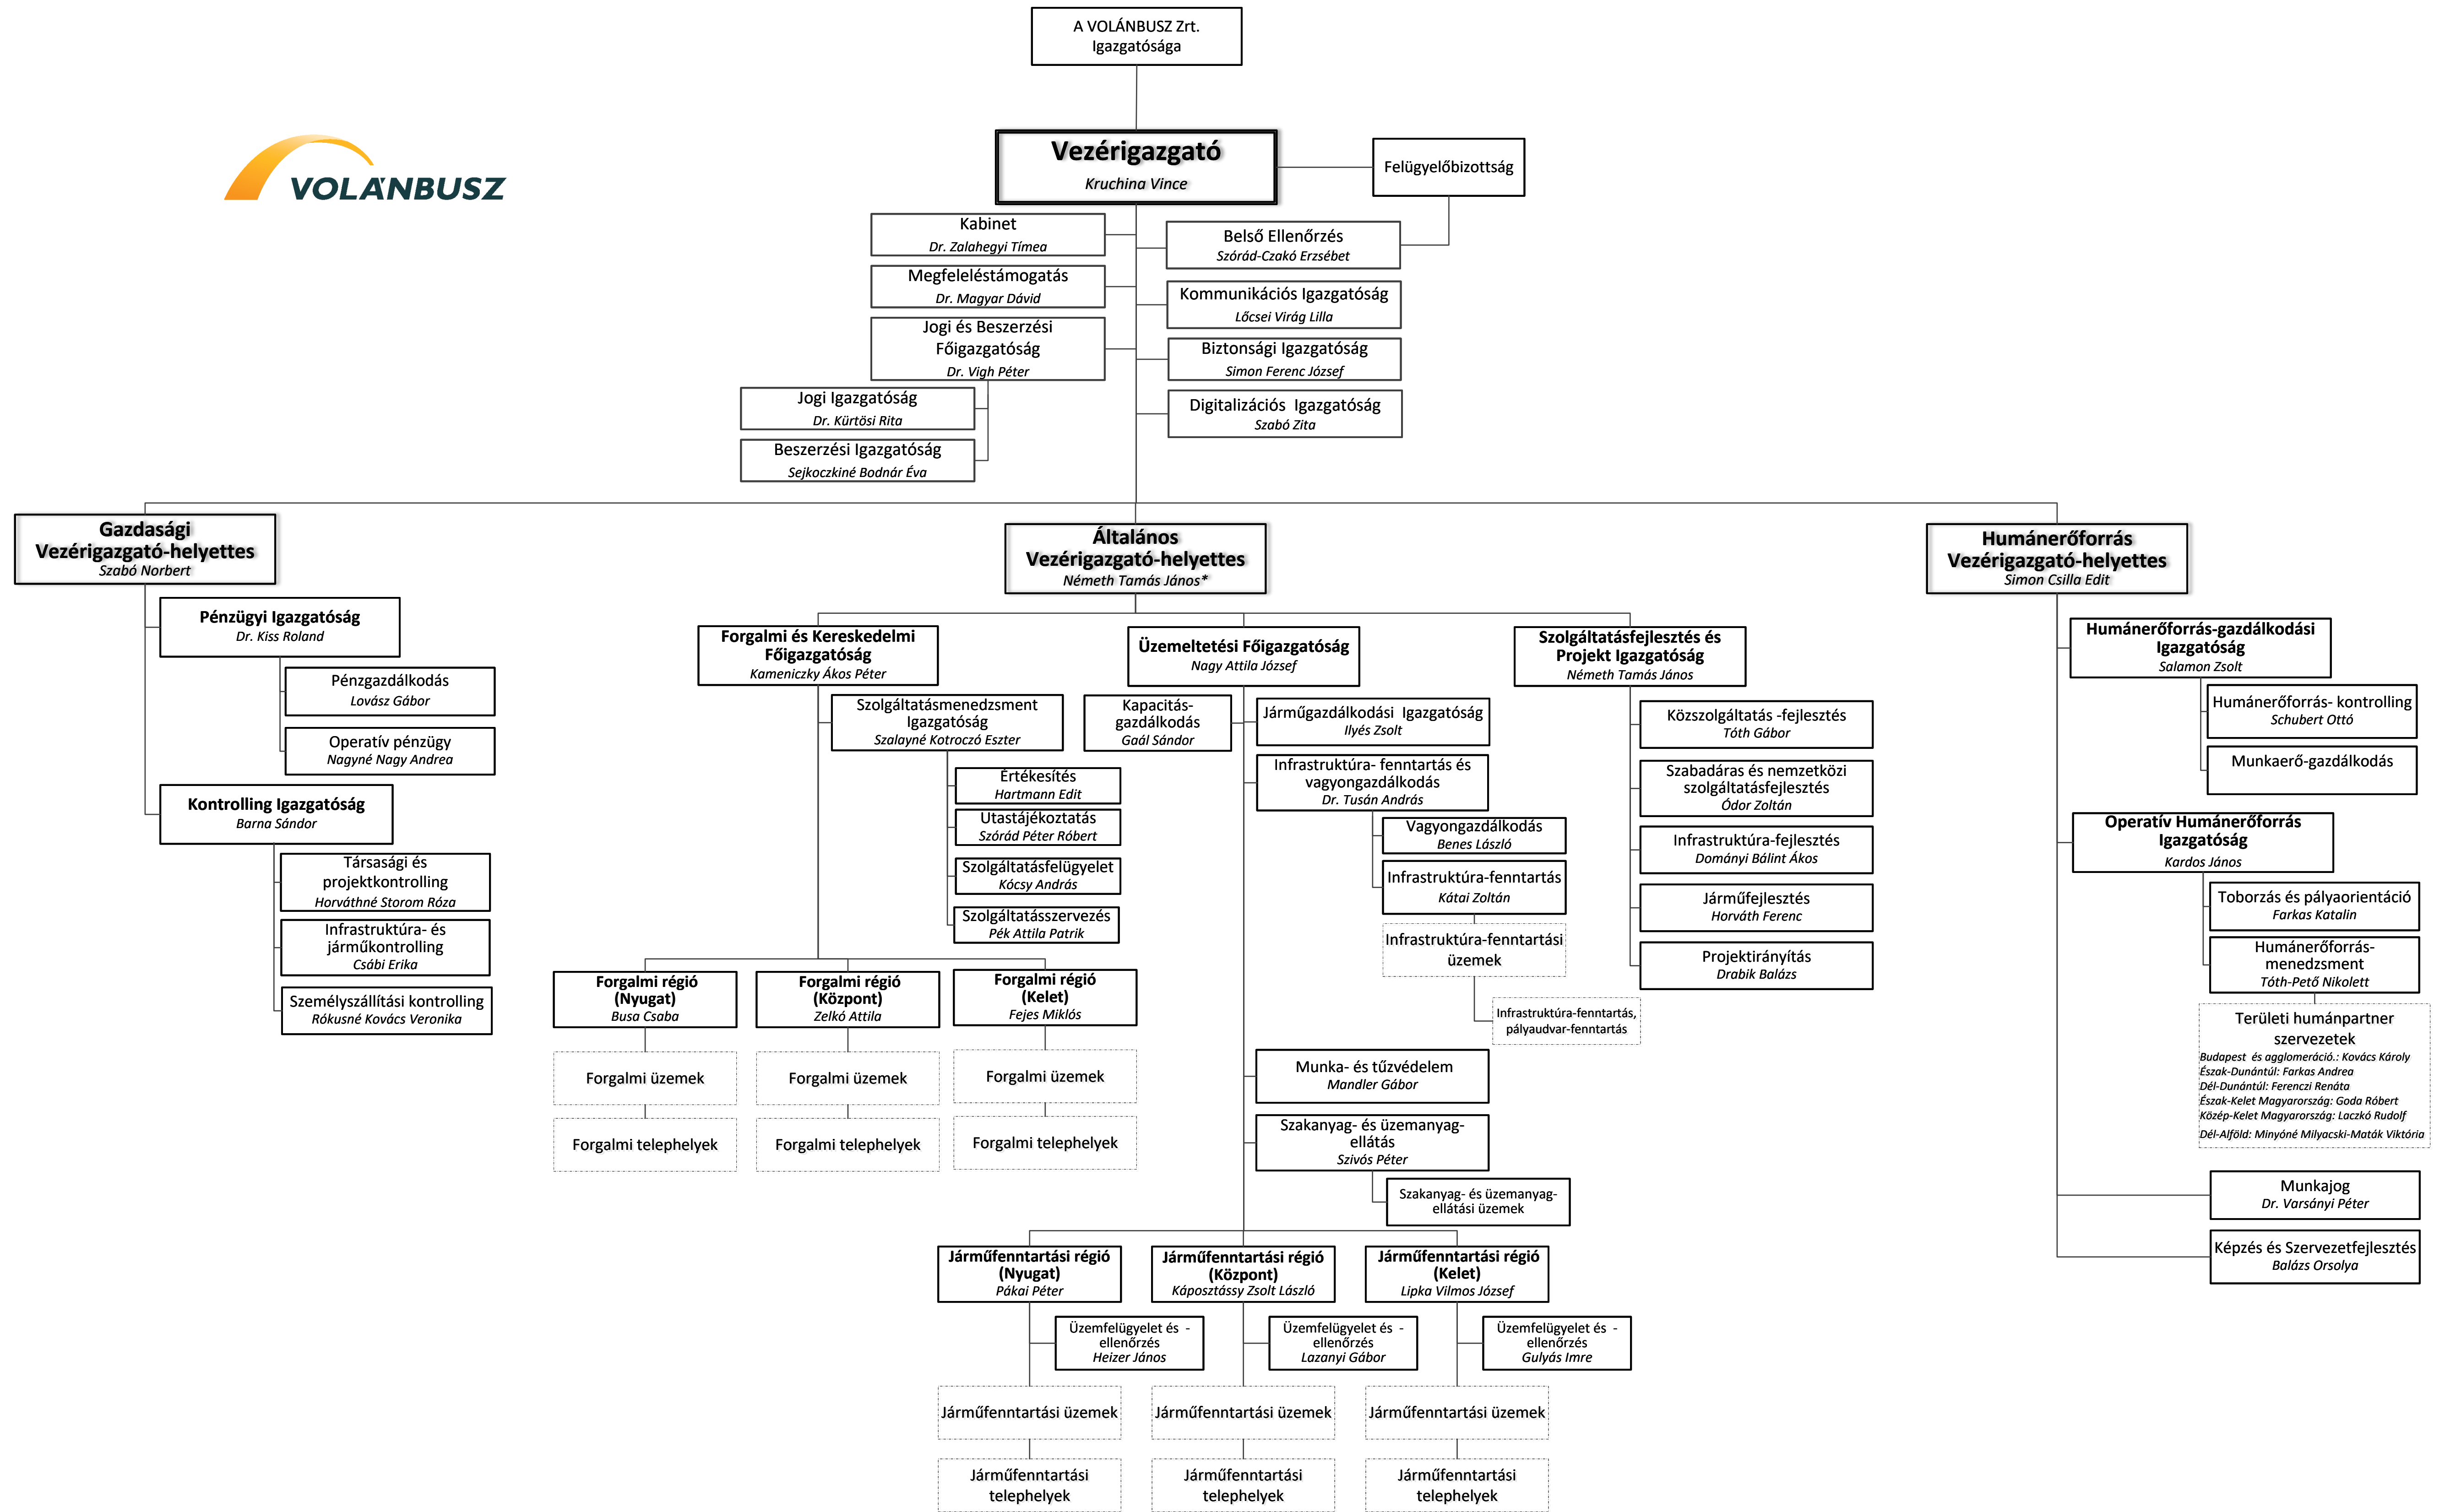 A VOLÁNBUSZ Zrt.
Igazgatósága
Vezérigazgató
Kruchina Vince
Felügyelőbizottság
VOLÁNBUSZ
Kabinet
Dr. Zalahegyi Tímea
Megfeleléstámogatás
Dr. Magyar Dávid
Jogi és Beszerzési
Főigazgatóság
Dr. Vigh Péter
Jogi Igazgatóság
Dr. Kürtösi Rita
Beszerzési Igazgatóság
Sejkoczkiné Bodnár Éva
Belső Ellenőrzés
Szórád-Czakó Erzsébet
Kommunikációs Igazgatóság
Lőcsei Virág Lilla
Biztonsági Igazgatóság
Simon Ferenc József
Digitalizációs  Igazgatóság
Szabó Zita
Gazdasági
Vezérigazgató-helyettes
Szabó Norbert
Pénzügyi Igazgatóság
Dr. Kiss Roland
Pénzgazdálkodás
Lovász Gábor
Operatív pénzügy
Nagyné Nagy Andrea
Kontrolling Igazgatóság
Barna Sándor
Társasági és
projektkontrolling
Horváthné Storom Róza
Infrastruktúra- és
járműkontrolling
Csábi Erika
Személyszállítási kontrolling
Rókusné Kovács Veronika
Általános
Vezérigazgató-helyettes
Németh Tamás János*
Forgalmi és Kereskedelmi
Főigazgatóság
Kameniczky Ákos Péter
Szolgáltatásmenedzsment
Igazgatóság
Szalayné Kotroczó Eszter
Értékesítés
Hartmann Edit
Utastájékoztatás
Szórád Péter Róbert
Szolgáltatásfelügyelet
Kócsy András
Szolgáltatásszervezés
Pék Attila Patrik
Forgalmi régió
(Nyugat)
Busa Csaba
Forgalmi üzemek
Forgalmi telephelyek
Forgalmi régió
(Központ)
Zelkó Attila
Forgalmi üzemek
Forgalmi telephelyek
Forgalmi régió
(Kelet)
Fejes Miklós
Forgalmi üzemek
Forgalmi telephelyek
Üzemeltetési Főigazgatóság
Nagy Attila József
Kapacitás-
gazdálkodás
Gaál Sándor
Járműgazdálkodási  Igazgatóság
Ilyés Zsolt
Infrastruktúra- fenntartás és
vagyongazdálkodás
Dr. Tusán András
Vagyongazdálkodás
Benes László
Infrastruktúra-fenntartás
Kátai Zoltán
Infrastruktúra-fenntartási
üzemek
Infrastruktúra-fenntartás,
pályaudvar-fenntartás
Munka- és tűzvédelem
Mandler Gábor
Szakanyag- és üzemanyag-
ellátás
Szivós Péter
Szakanyag- és üzemanyag-
ellátási üzemek
Járműfenntartási régió
(Nyugat)
Pákai Péter
Üzemfelügyelet és  -
ellenőrzés
Heizer János
Járműfenntartási üzemek
Járműfenntartási
telephelyek
Járműfenntartási régió
(Központ)
Káposztássy Zsolt László
Üzemfelügyelet és  -
ellenőrzés
Lazanyi Gábor
Járműfenntartási üzemek
Járműfenntartási
telephelyek
Járműfenntartási régió
(Kelet)
Lipka Vilmos József
Üzemfelügyelet és  -
ellenőrzés
Gulyás Imre
Járműfenntartási üzemek
Járműfenntartási
telephelyek
Szolgáltatásfejlesztés és
Projekt Igazgatóság
Németh Tamás János
Közszolgáltatás -fejlesztés
Tóth Gábor
Szabadáras és nemzetközi
szolgáltatásfejlesztés
Ódor Zoltán
Infrastruktúra-fejlesztés
Dományi Bálint Ákos
Járműfejlesztés
Horváth Ferenc
Projektirányítás
Drabik Balázs
Humánerőforrás
Vezérigazgató-helyettes
Simon Csilla Edit
Humánerőforrás-gazdálkodási
Igazgatóság
Salamon Zsolt
Humánerőforrás- kontrolling
Schubert Ottó
Munkaerő-gazdálkodás
Operatív Humánerőforrás
Igazgatóság
Kardos János
Toborzás és pályaorientáció
Farkas Katalin
Humánerőforrás-
menedzsment
Tóth-Pető Nikolett
Területi humánpartner
szervezetek
Budapest  és agglomeráció.: Kovács Károly
Észak-Dunántúl: Farkas Andrea
Dél-Dunántúl: Ferenczi Renáta
Észak-Kelet Magyarország: Goda Róbert
Közép-Kelet Magyarország: Laczkó Rudolf
Dél-Alföld: Minyóné Milyacski-Maták Viktória
Munkajog
Dr. Varsányi Péter
Képzés és Szervezetfejlesztés
Balázs Orsolya